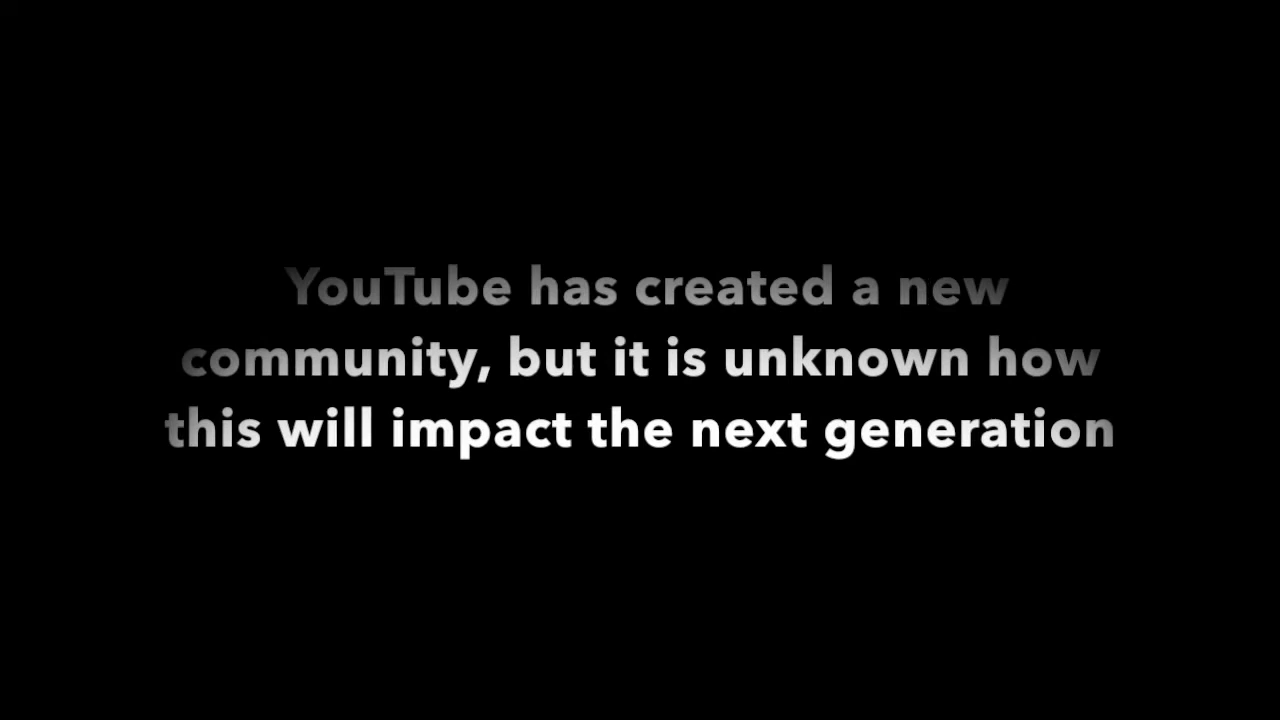 YouTube has created a new
community, but it is unknown how
this will impact the next generation